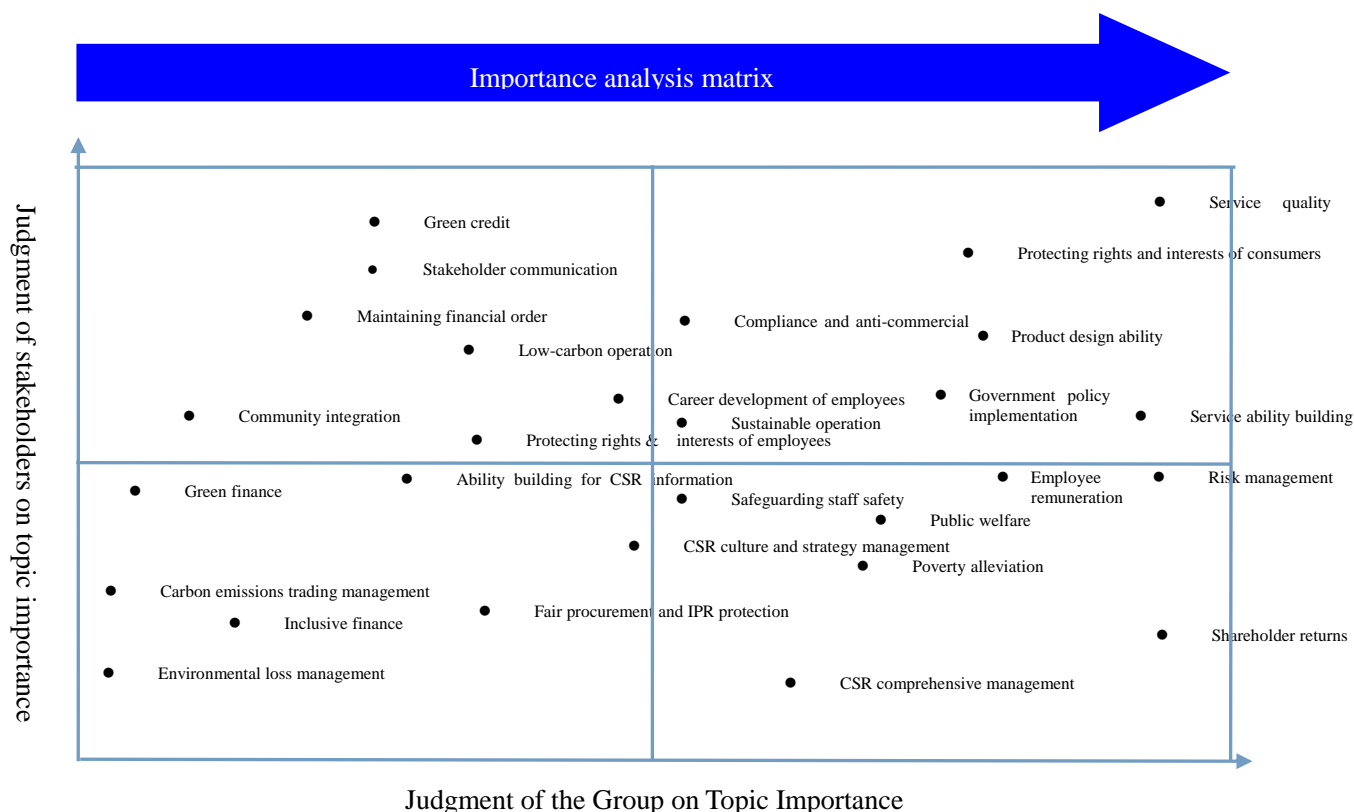 Importance analysis matrix
Judgment of stakeholders on topic importance
Service quality
Green credit
Protecting rights and interests of consumers
Stakeholder communication
Maintaining financial order
Compliance and anti-commercial
Product design ability
Low-carbon operation
Career development of employees
Government policy
implementation
Community integration
Sustainable operation
Service ability building
Protecting rights & interests of employees
Ability building for CSR information
Employee
remuneration
Risk management
Green finance
Safeguarding staff safety
Public welfare
CSR culture and strategy management
Poverty alleviation
Carbon emissions trading management
Fair procurement and IPR protection
Inclusive finance
Shareholder returns
Environmental loss management
CSR comprehensive management
Judgment of the Group on Topic Importance